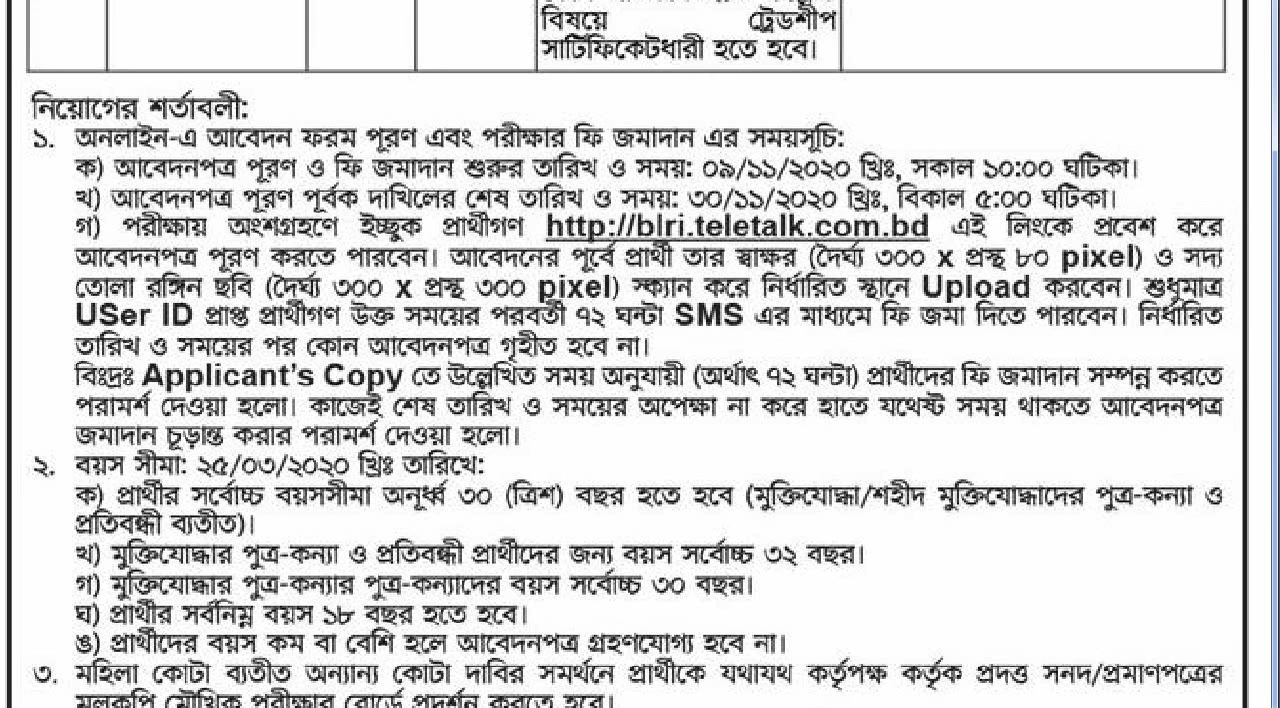 বিষয়ে ট্রেডশীপ
সার্টিফিকেটধারী হতে হবে।
নিয়োগের শর্তাবলী:
১. অনলাইন-এ আবেদন ফরম পূরণ এবং পরীক্ষার ফি জমাদান এর সময়সূচি:
ক) আবেদনপত্র পূরণ ও ফি জমাদান শুরুর তারিখ ও সময়: ০৯/১১/২০২০ খ্রিঃ, সকাল ১০:০০ ঘটিকা।
খ) আবেদনপত্র পূরণ পূর্বক দাখিলের শেষ তারিখ ও সময়: ৩০/১১/২০২০ খ্রিঃ, বিকাল ৫:০০ ঘটিকা।
গ) পরীক্ষায় অংশগ্রহণে ইচ্ছুক প্রার্থীগণ http://blri.teletalk.com.bd এই লিংকে প্রবেশ করে
আবেদনপত্র পূরণ করতে পারবেন। আবেদনের পূর্বে প্রার্থী তার স্বাক্ষর (দৈর্ঘ্য ৩০০ x প্রস্থ ৮০ pixel) ও সদ্য
তোলা রঙ্গিন ছবি (দৈর্ঘ্য ৩০০ x প্রস্থ ৩০০ pixel) স্ক্যান করে নির্ধারিত স্থানে Upload করবেন। শুধুমাত্র
USer ID প্রাপ্ত প্রার্থীগণ উক্ত সময়ের পরবর্তী ৭২ ঘন্টা SMS এর মাধ্যমে ফি জমা দিতে পারবেন। নির্ধারিত
তারিখ ও সময়ের পর কোন আবেদনপত্র গৃহীত হবে না।
বিঃদ্রঃ Applicant's Copy তে উল্লেখিত সময় অনুযায়ী (অর্থাৎ ৭২ ঘন্টা) প্রার্থীদের ফি জমাদান সম্পন্ন করতে
পরামর্শ দেওয়া হলো। কাজেই শেষ তারিখ ও সময়ের অপেক্ষা না করে হাতে যথেষ্ট সময় থাকতে আবেদনপত্র
জমাদান চূড়ান্ত করার পরামর্শ দেওয়া হলো।
২. বয়স সীমা: ২৫/০৩/২০২০ খ্রিঃ তারিখে:
ক) প্রার্থীর সর্বোচ্চ বয়সসীমা অনূর্ধ্ব ৩০ (ত্রিশ) বছর হতে হবে (মুক্তিযোদ্ধা/শহীদ মুক্তিযোদ্ধাদের পুত্র-কন্যা ও
প্রতিবন্ধী ব্যতীত)।
খ) মুক্তিযোদ্ধার পুত্র-কন্যা ও প্রতিবন্ধী প্রার্থীদের জন্য বয়স সর্বোচ্চ ৩২ বছর।
গ) মুক্তিযোদ্ধার পুত্র-কন্যার পুত্র-কন্যাদের বয়স সর্বোচ্চ ৩০ বছর।
ঘ) প্রার্থীর সর্বনিম্ন বয়স ১৮ বছর হতে হবে।
ঙ) প্রার্থীদের বয়স কম বা বেশি হলে আবেদনপত্র গ্রহণযোগ্য হবে না।
৩. মহিলা কোটা ব্যতীত অন্যান্য কোটা দাবির সমর্থনে প্রার্থীকে যথাযথ কর্তৃপক্ষ কর্তৃক প্রদত্ত সনদ/প্রমাণপত্রের
মূলকপি মৌখিক পরীক্ষার বোর্ডে প্রদর্শন করতে হবে।